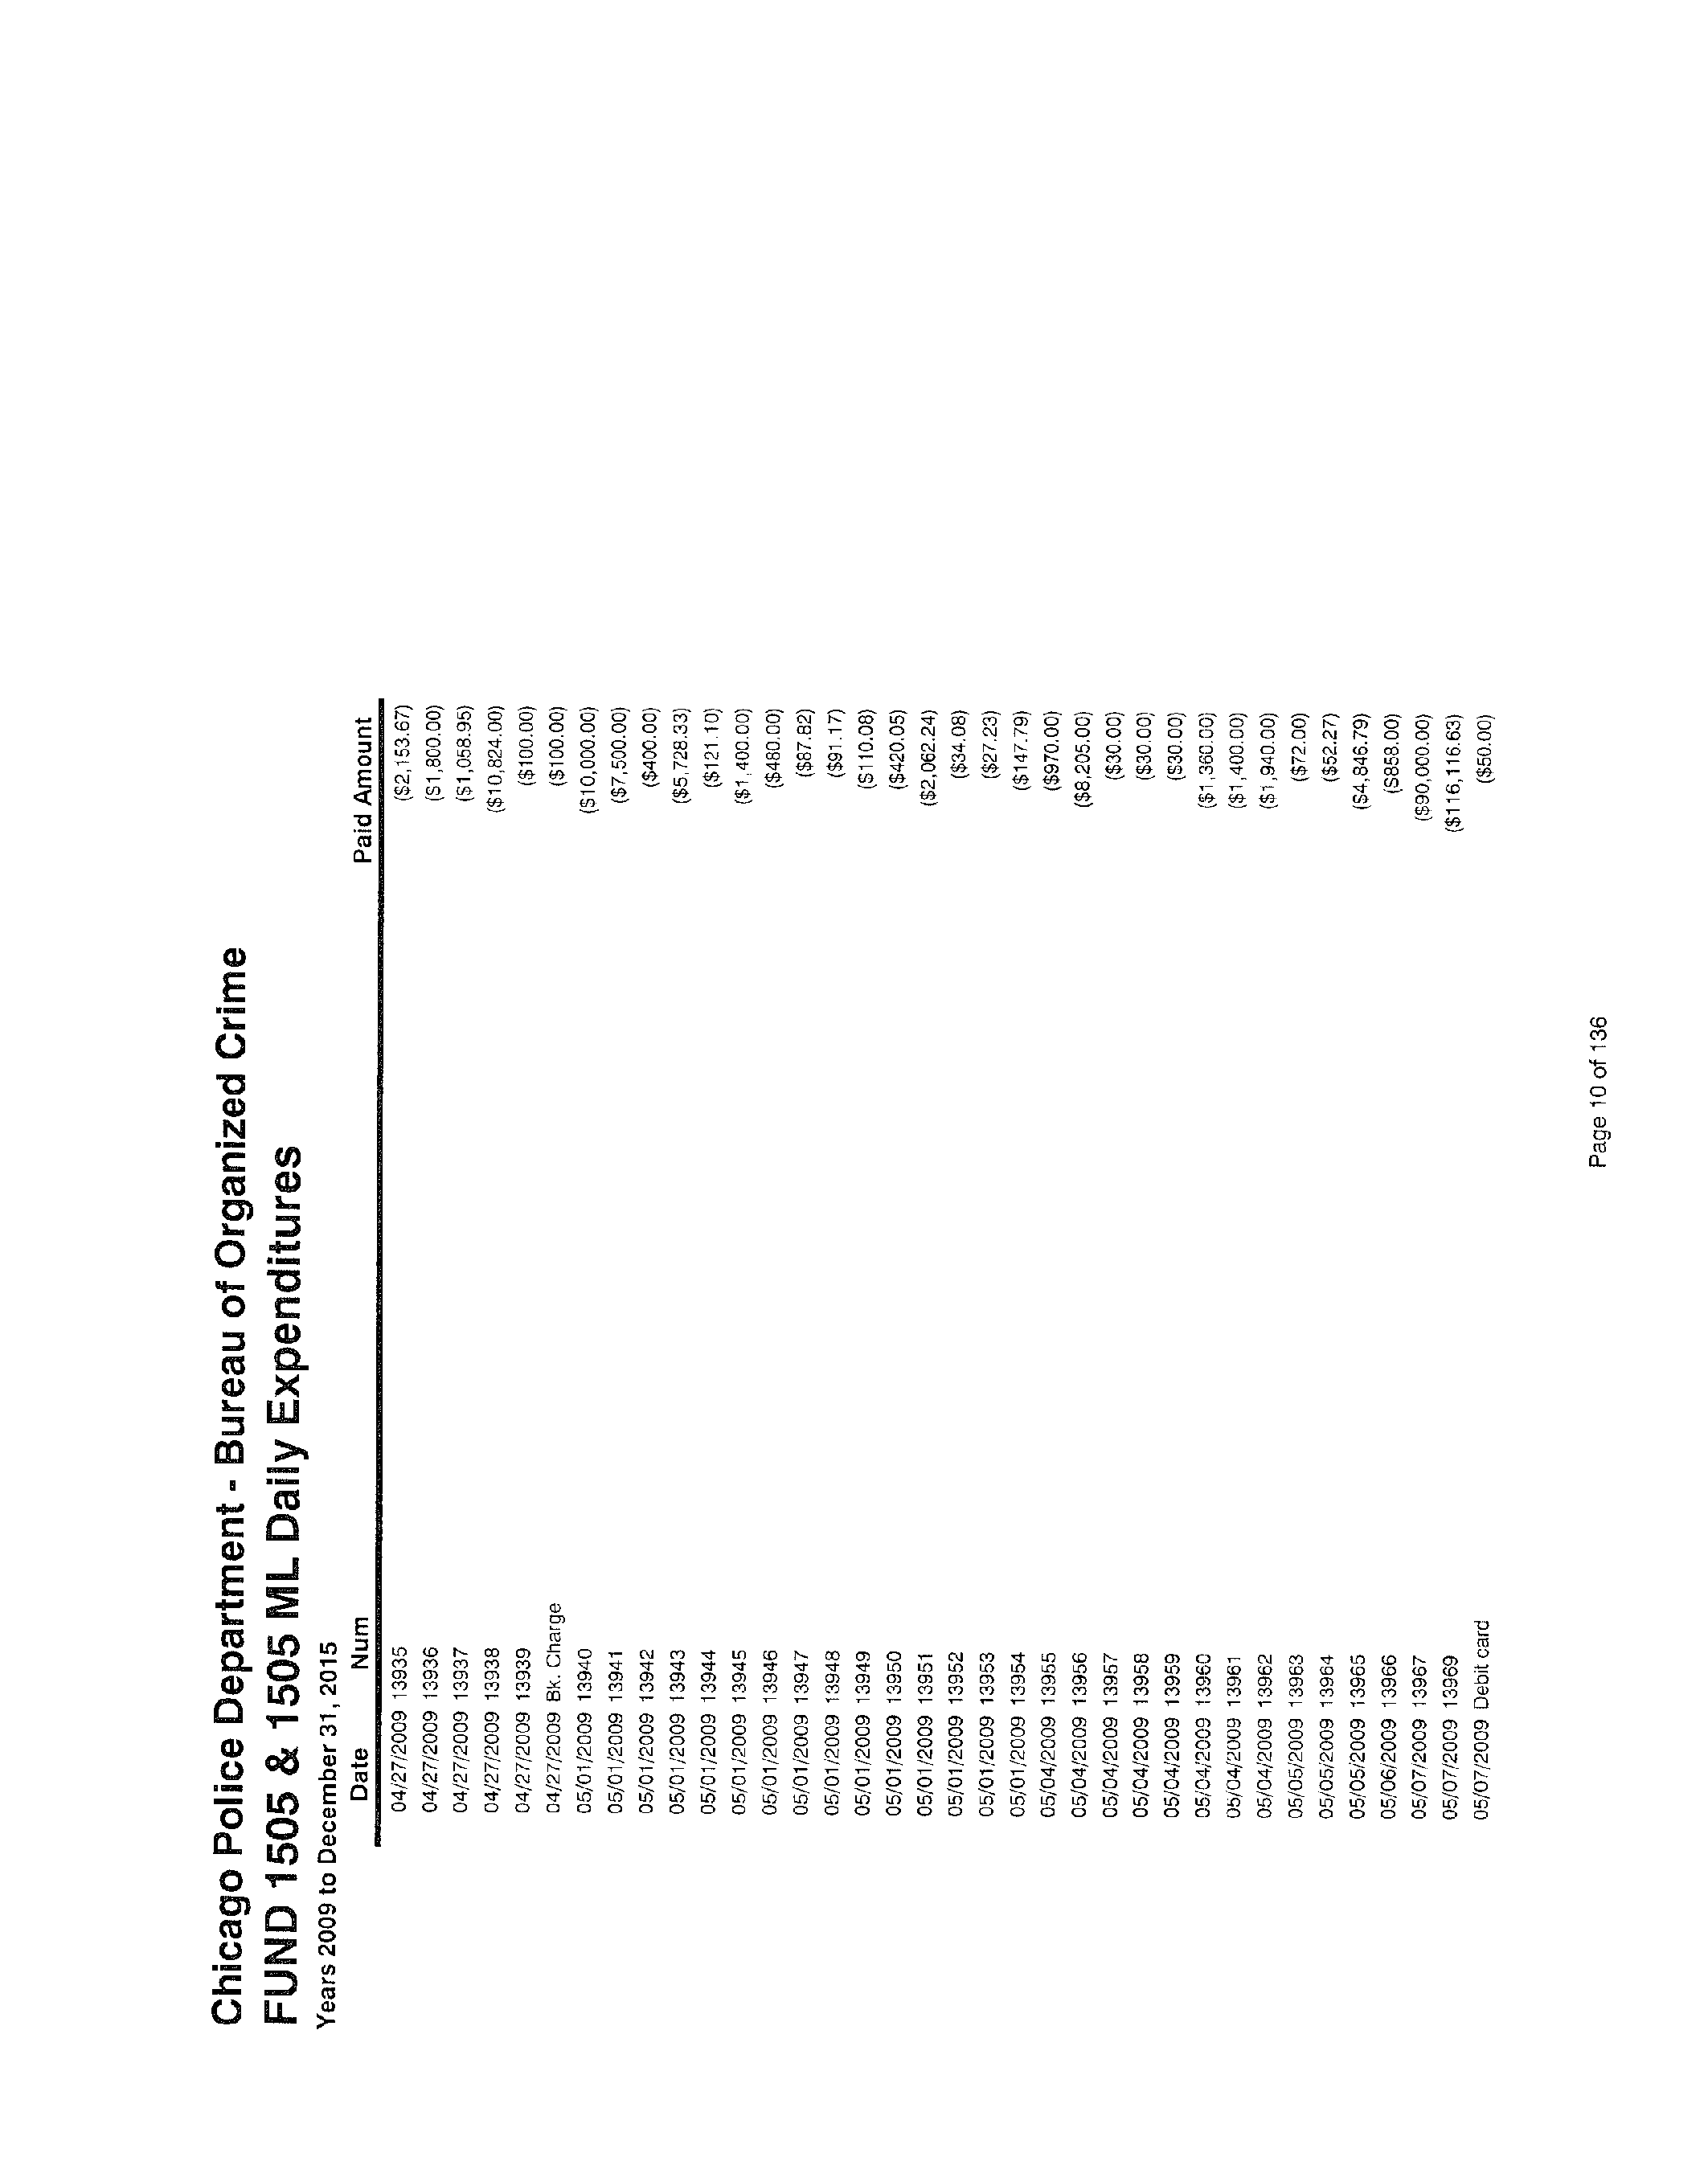 Chicago Police Department - Bureau of Organized Crime
FUND 1505 & 1505 ML Daily Expenditures
Years 2009 to December 31, 2015
Date Num Paid Amount
04/27/2009 13935 ($2,153.67)
04/27/2009 13936 ($1,800.00)
04/27/2009 13937 ($1,058.95)
04/27/2009 13938 ($10,824.00)
04/27/2009 13939 ($100.00)
04/27/2009 Bk. Charge ($100.00)
05/01/2009 13940 ($10,000.00)
05/01/2009 13941 ($7,500.00)
05/01/2009 13942 ($400.00)
05/01/2009 13943 ($5,728.33)
05/01/2009 13944 ($121.10)
05/01/2009 13945 ($1,400.00)
05/01/2009 13946 ($480.00)
05/01/2009 13947 ($87.82)
05/01/2009 13948 ($91.17)
05/01/2009 13949 ($110.08)
05/01/2009 13950 ($420.05)
05/01/2009 13951 ($2,062.24)
05/01/2009 13952 ($34.08)
05/01/2009 13953 ($27.23)
05/01/2009 13954 ($147.79)
05/04/2009 13955 ($970.00)
05/04/2009 13956 ($8,205.00)
05/04/2009 13957 ($30.00)
05/04/2009 13958 ($30.00)
05/04/2009 13959 ($30.00)
05/04/2009 13960 ($1,360.00)
05/04/2009 13961 ($1,400.00)
05/04/2009 13962 ($1,940.00)
05/05/2009 13963 ($72.00)
05/05/2009 13964 ($52.27)
05/05/2009 13965 ($4,846.79)
05/06/2009 13966 ($858.00)
05/07/2009 13967 ($90,000.00)
05/07/2009 13969 ($116,116.63)
05/07/2009 Debit card ($50.00)
Page 10 of 136